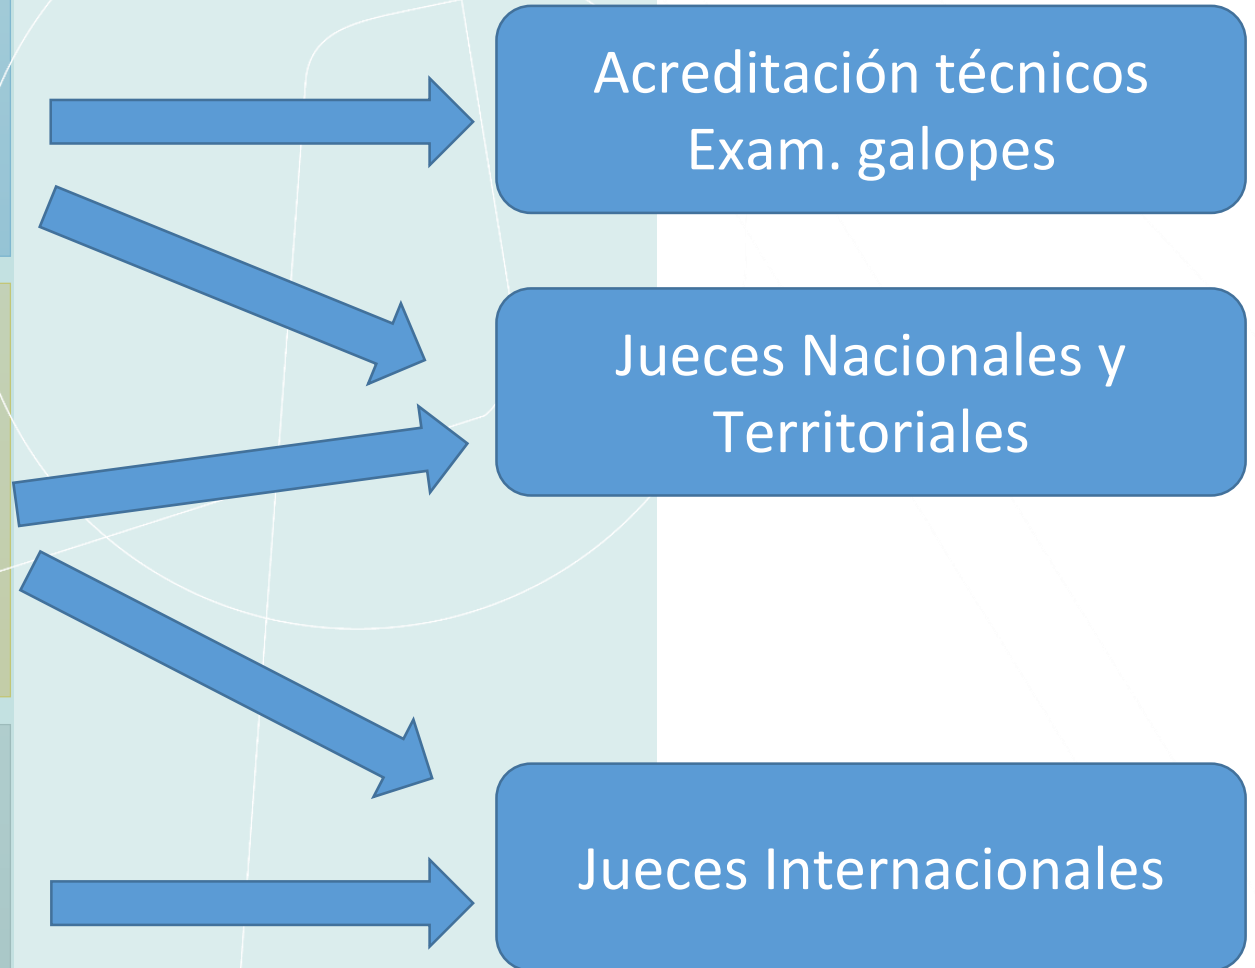 Acreditación técnicos
Exam. galopes
Jueces Nacionales y
Territoriales
Jueces Internacionales